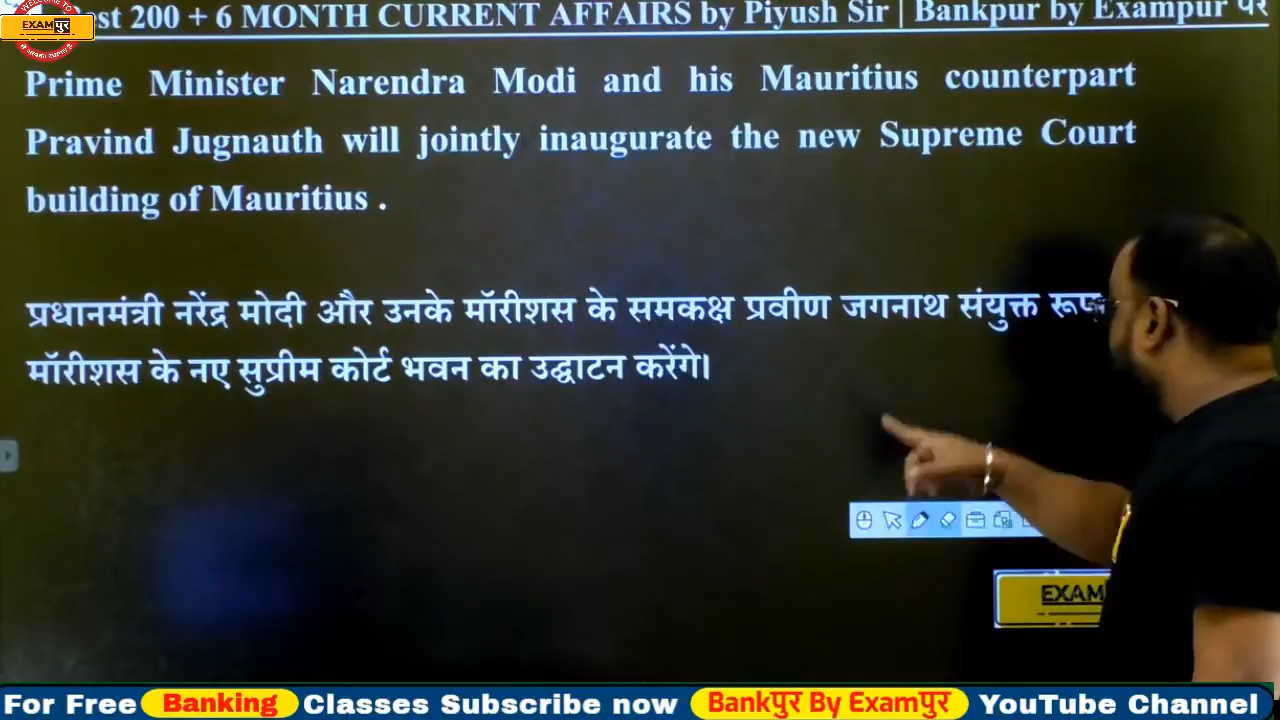 est 200 + 6 MONTH CURRENT AFFAIRS by Piyush Sir | Bankpur by Exampur पर
EXAMपुर
Prime Minister Narendra Modi and his Mauritius counterpart
Pravind Jugnauth will jointly inaugurate the new Supreme Court
building of Mauritius .
प्रधानमंत्री नरेंद्र मोदी और उनके मॉरीशस के समकक्ष प्रवीण जगनाथ संयुक्त रूप
मॉरीशस के नए सुप्रीम कोर्ट भवन का उद्घाटन करेंगे।
EXAM
For Free Banking Classes Subscribe now Bankपुर By Examपुर YouTube Channel